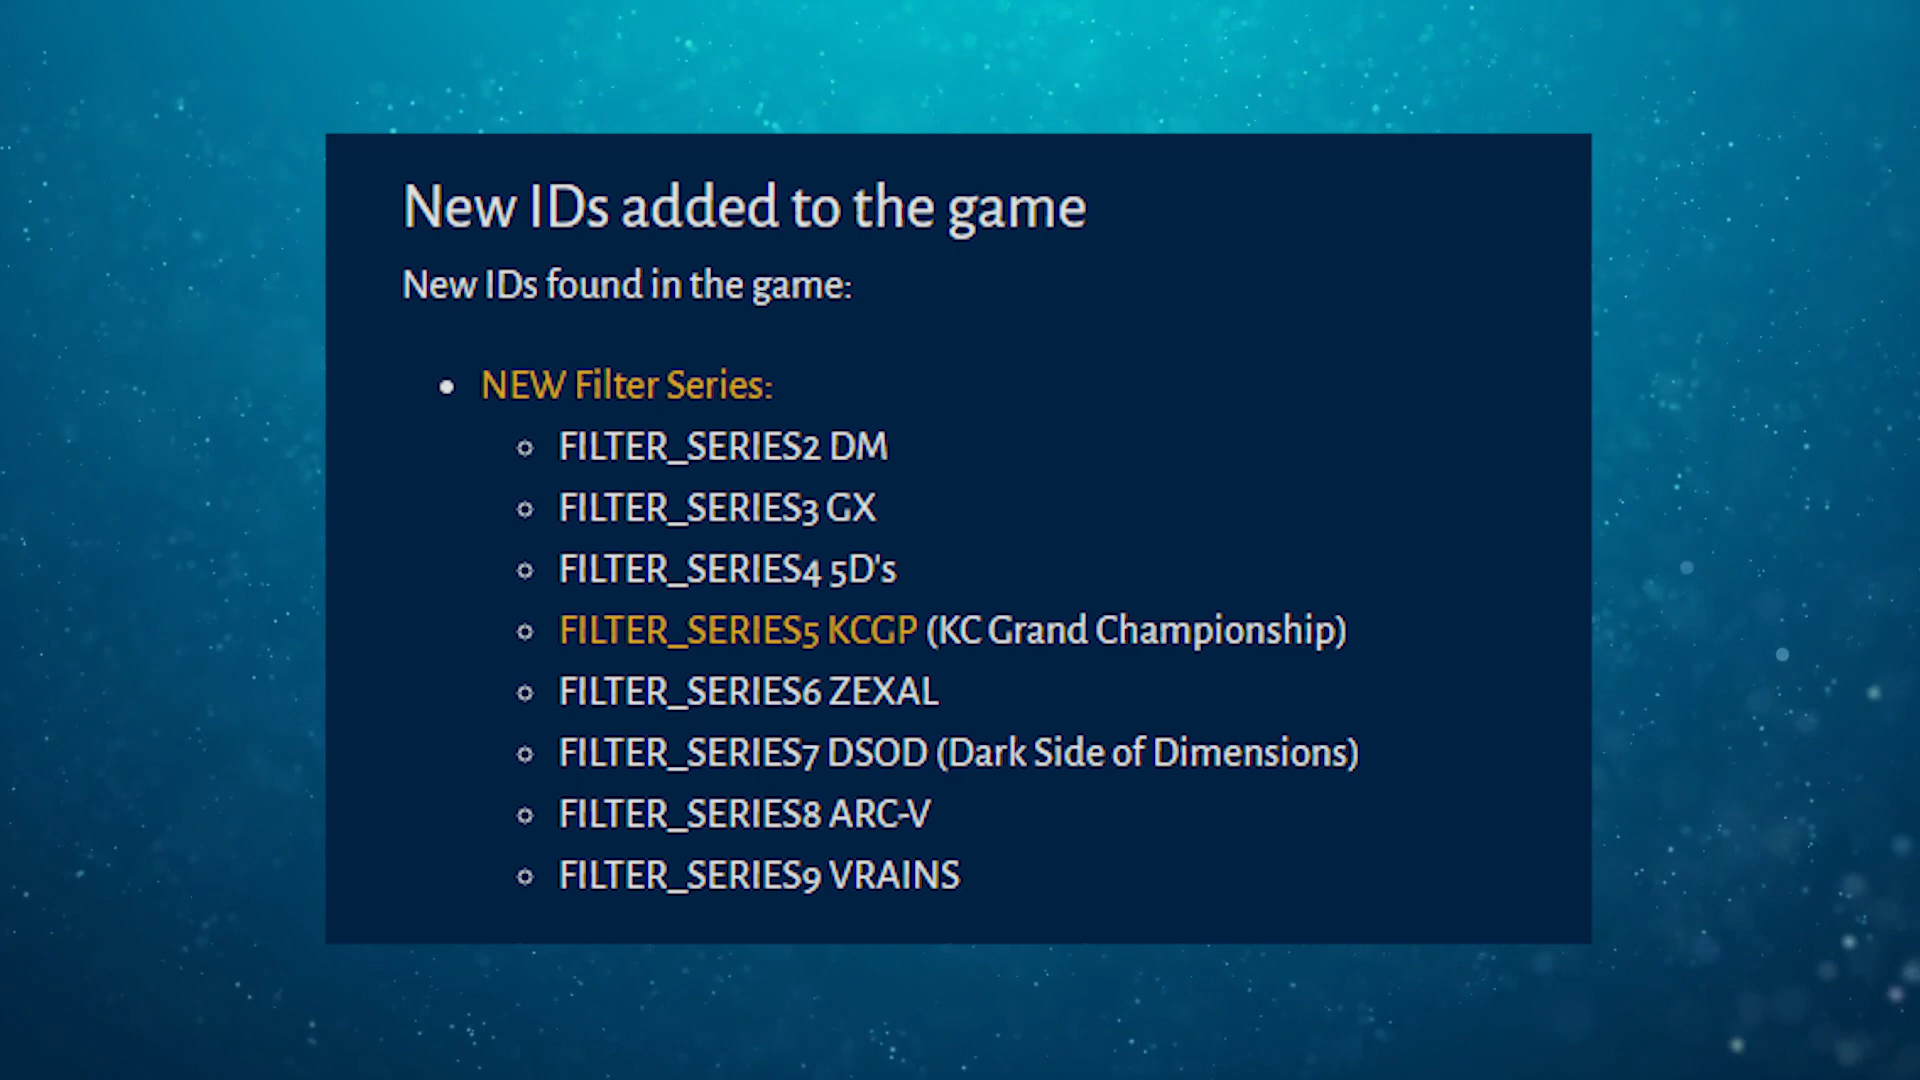 New IDs added to the game
New IDs found in the game:
NEW Filter Series:
FILTER_SERIES2 DM
FILTER_SERIES3 GX
FILTER_SERIES4 5D's
FILTER_SERIES5 KCGP (KC Grand Championship)
FILTER_SERIES6 ZEXAL
FILTER_SERIES7 DSOD (Dark Side of Dimensions)
FILTER_SERIES8 ARC-V
FILTER_SERIES9 VRAINS